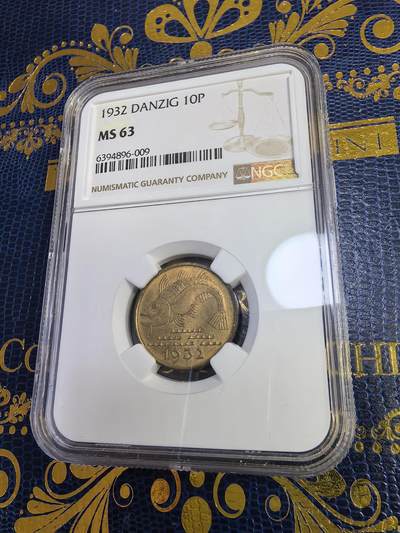 1932 DANZIG 10P
MS 63
6394896-009
NUMISMATIC GUARANTY COMPANY
NGC
1932